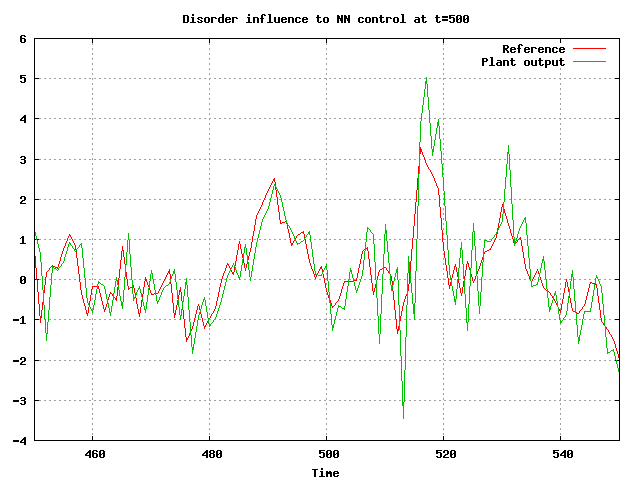 Disorder influence to NN control at t=500
Reference
Plant output
6
5
4
3
2
1
0
-1
-2
-3
-4
460 480 500 520 540
Time